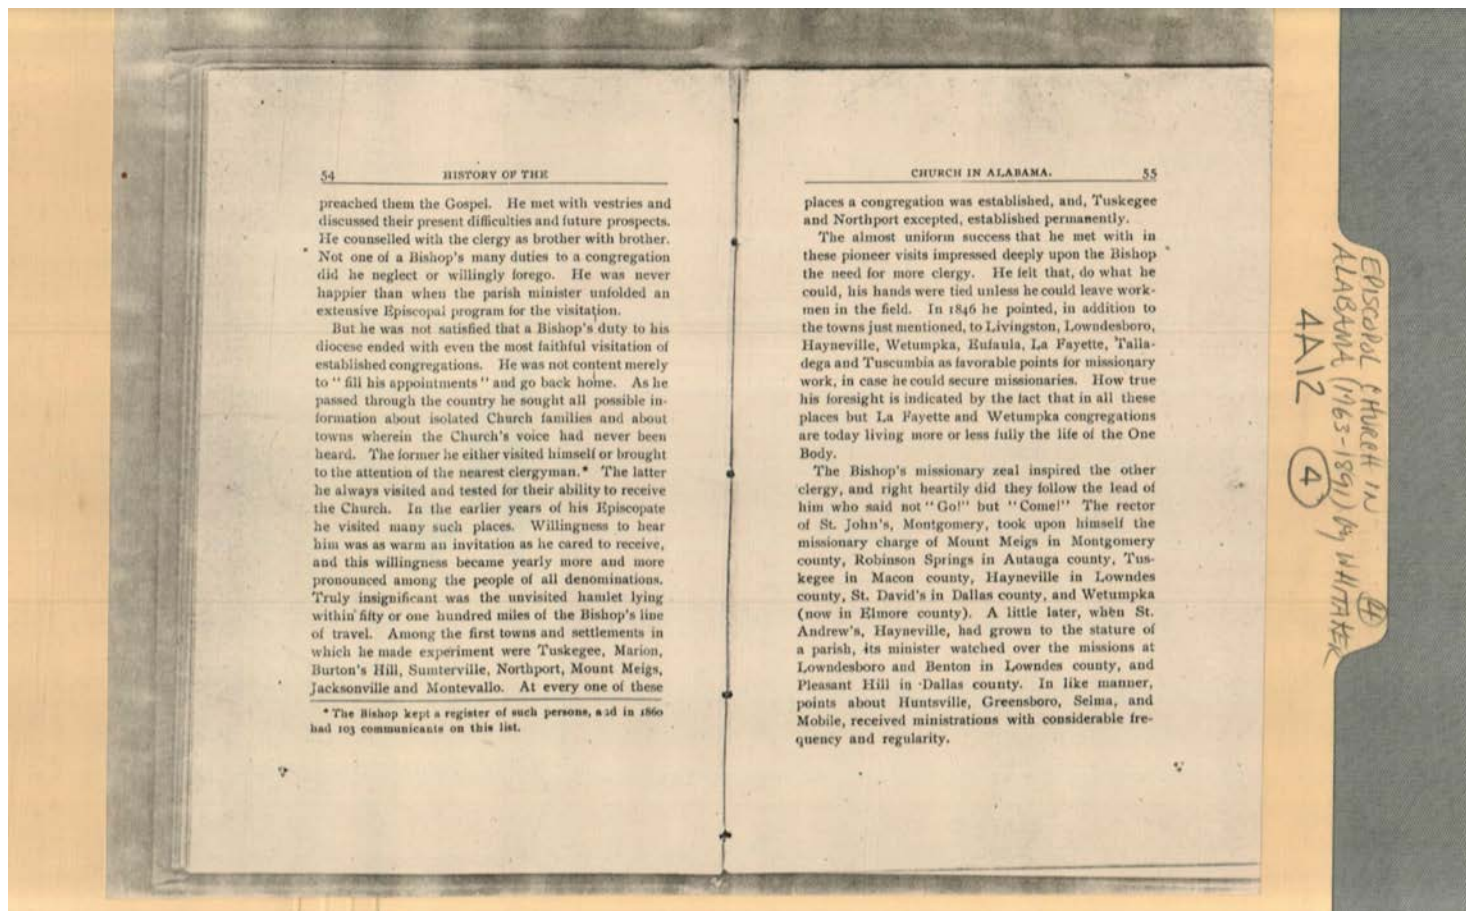 54 HISTORY OF THE
preached them the Gospel. He met with vestries and
discussed their present difficulties and future prospects.
He counselled with the clergy as brother with brother.
Not one of a Bishop's many duties to a congregation
did he neglect or willingly forego. He was never
happier than when the parish minister unfolded an
extensive Episcopal program for the visitation.
But he was not satisfied that a Bishop's duty to his
diocese ended with even the most faithful visitation of
established congregations. He was not content merely
to "fill his appointments" and go back home. As he
passed through the country he sought all possible in-
formation about isolated Church families and about
towns wherein the Church's voice had never been
heard. The former he either visited himself or brought
to the attention of the nearest clergyman.* The latter
he always visited and tested for their ability to receive
the Church. In the earlier years of his Episcopate
he visited many such places. Willingness to hear
him was as warm an invitation as he cared to receive,
and this willingness became yearly more and more
pronounced among the people of all denominations.
Truly insignificant was the unvisited hamlet lying
within fifty or one hundred miles of the Bishop's line
of travel. Among the first towns and settlements in
which he made experiment were Tuskegee, Marion,
Burton's Hill, Sumterville, Northport, Mount Meigs,
Jacksonville and Montevallo. At every one of these
* The Bishop kept a register of such persons, and in 1860
had 103 communicants on this list.
CHURCH IN ALABAMA. 55
places a congregation was established, and, Tuskegee
and Northport excepted, established permanently.
The almost uniform success that he met with in
these pioneer visits impressed deeply upon the Bishop
the need for more clergy. He felt that, do what he
could, his hands were tied unless he could leave work-
men in the field. In 1846 he pointed, in addition to
the towns just mentioned, to Livingston, Lowndesboro,
Hayneville, Wetumpka, Eufaula, La Fayette, Talla-
dega and Tuscumbia as favorable points for missionary
work, in case he could secure missionaries. How true
his foresight is indicated by the fact that in all these
places but La Fayette and Wetumpka congregations
are today living more or less fully the life of the One
Body.
The Bishop's missionary zeal inspired the other
clergy, and right heartily did they follow the lead of
him who said not "Go!" but "Come!" The rector
of St. John's, Montgomery, took upon himself the
missionary charge of Mount Meigs in Montgomery
county, Robinson Springs in Autauga county, Tus-
kegee in Macon county, Hayneville in Lowndes
county, St. David's in Dallas county, and Wetumpka
(now in Elmore county). A little later, when St.
Andrew's, Hayneville, had grown to the stature of
a parish, its minister watched over the missions at
Lowndesboro and Benton in Lowndes county, and
Pleasant Hill in Dallas county. In like manner,
points about Huntsville, Greensboro, Selma, and
Mobile, received ministrations with considerable fre-
quency and regularity.
EPISCOPOL CHURCH IN
ALABAMA (1763-1891) by WHITAKER
4A12 4